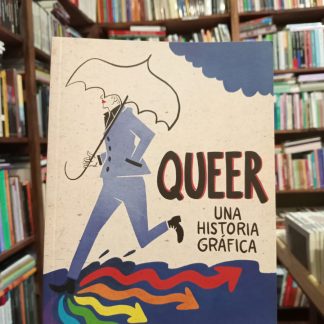 QUEER
UNA
HISTORIA
GRÁFICA